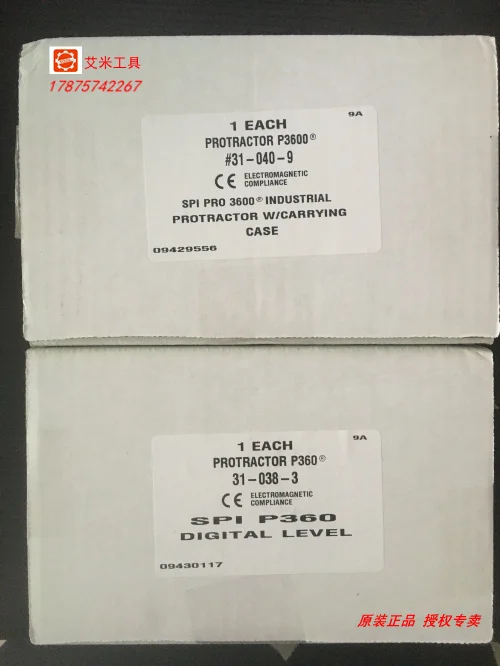 艾米工具
17875742267
9A
1 EACH
PROTRACTOR P3600®
#31-040-9
CE ELECTROMAGNETIC
COMPLIANCE
SPI PRO 3600® INDUSTRIAL
PROTRACTOR W/CARRYING
CASE
09429556
9A
1 EACH
PROTRACTOR P360®
31-038-3
CE ELECTROMAGNETIC
COMPLIANCE
SPI P360
DIGITAL LEVEL
09430117
原装正品 授权专卖